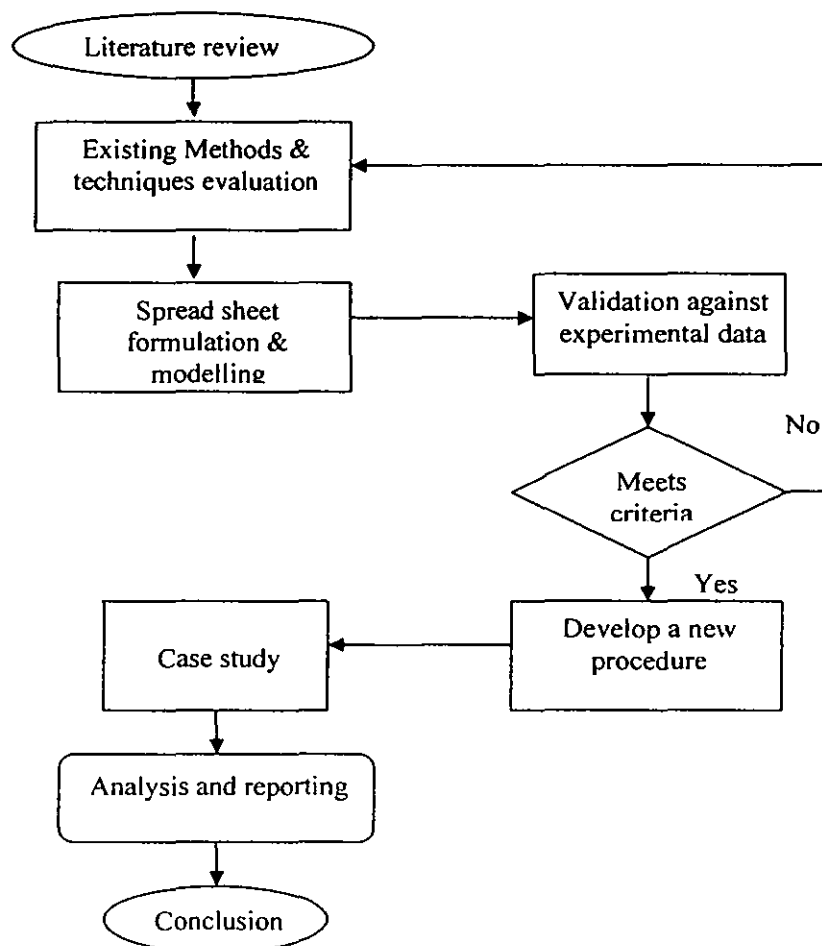 Literature review
Existing Methods &
techniques evaluation
Spread sheet
formulation &
modelling
Validation against
experimental data
No
Meets
criteria
Yes
Develop a new
procedure
Case study
Analysis and reporting
Conclusion